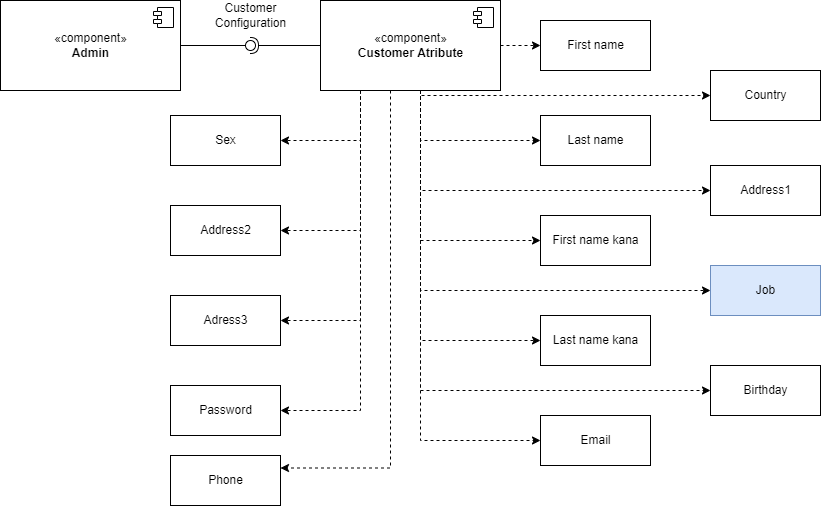 Customer
Configuration
«component»
Admin
«component»
Customer Atribute
First name
Country
Sex
Last name
Address1
Address2
First name kana
Job
Adress3
Last name kana
Birthday
Password
Email
Phone